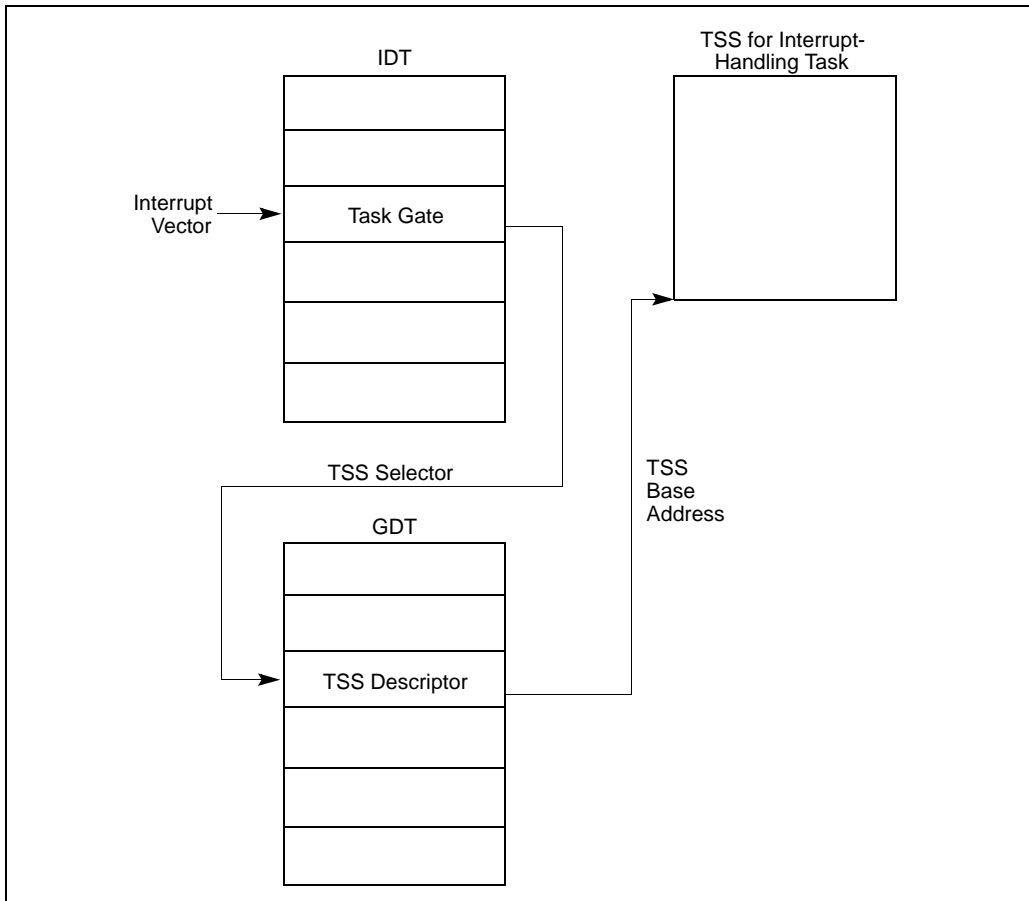 IDT
TSS for Interrupt-
Handling Task
Interrupt
Vector
Task Gate
TSS Selector
TSS
Base
Address
GDT
TSS Descriptor